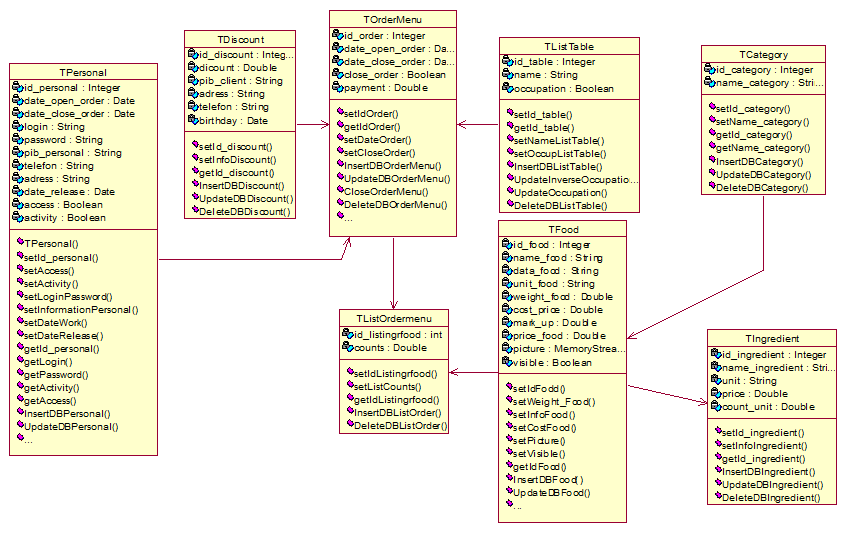 TPersonal
id_personal : Integer
date_open_order : Date
date_close_order : Date
login : String
password : String
pib_personal : String
telefon : String
adress : String
date_release : Date
access : Boolean
activity : Boolean
TPersonal()
setId_personal()
setAccess()
setActivity()
setLoginPassword()
setInformationPersonal()
setDateWork()
setDateRelease()
getId_personal()
getLogin()
getPassword()
getActivity()
getAccess()
InsertDBPersonal()
UpdateDBPersonal()
...
TDiscount
id_discount : Integ...
dicount : Double
pib_client : String
adress : String
telefon : String
birthday : Date
setId_discount()
setInfoDiscount()
getId_discount()
InsertDBDiscount()
UpdateDBDiscount()
DeleteDBDiscount()
TOrderMenu
id_order : Integer
date_open_order : Da...
date_close_order : Da...
close_order : Boolean
payment : Double
setIdOrder()
getIdOrder()
setDateOrder()
setCloseOrder()
InsertDBOrderMenu()
UpdateDBOrderMenu()
CloseOrderMenu()
DeleteDBOrderMenu()
...
TListTable
id_table : Integer
name : String
occupation : Boolean
setId_table()
getId_table()
setNameListTable()
setOccupListTable()
InsertDBListTable()
UpdateInverseOccupatio...
UpdateOccupation()
DeleteDBListTable()
TCategory
id_category : Integer
name_category : Stri...
setId_category()
setName_category()
getId_category()
getName_category()
InsertDBCategory()
UpdateDBCategory()
DeleteDBCategory()
TListOrdermenu
id_listingrfood : int
counts : Double
setIdListingrfood()
setListCounts()
getIdListingrfood()
InsertDBListOrder()
DeleteDBListOrder()
TFood
id_food : Integer
name_food : String
data_food : String
unit_food : String
weight_food : Double
cost_price : Double
mark_up : Double
price_food : Double
picture : MemoryStrea...
visible : Boolean
setIdFodd()
setWeight_Food()
setInfoFood()
setCostFood()
setPicture()
setVisible()
getIdFood()
InsertDBFood()
UpdateDBFood()
...
TIngredient
id_ingredient : Integer
name_ingredient : Stri...
unit : String
price : Double
count_unit : Double
setId_ingredient()
setInfoIngredient()
getId_ingredient()
InsertDBIngredient()
UpdateDBIngredient()
DeleteDBIngredient()